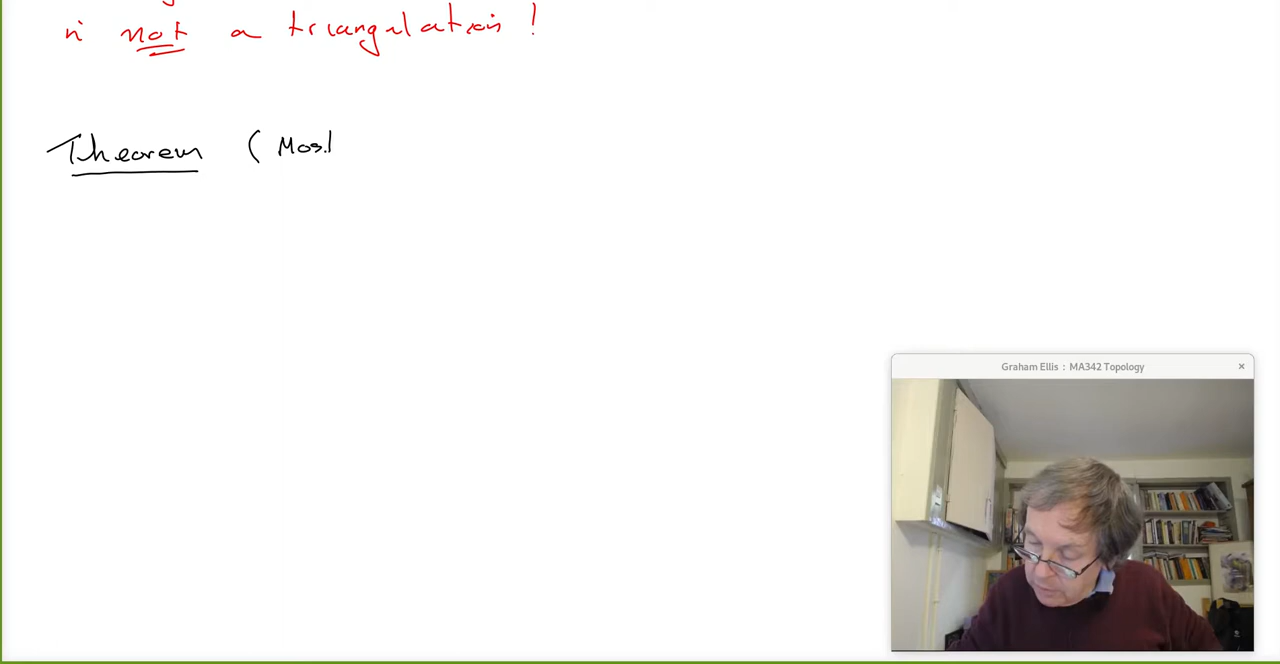 is not a triangulation!
Theorem ( Mos
Graham Ellis : MA342 Topology